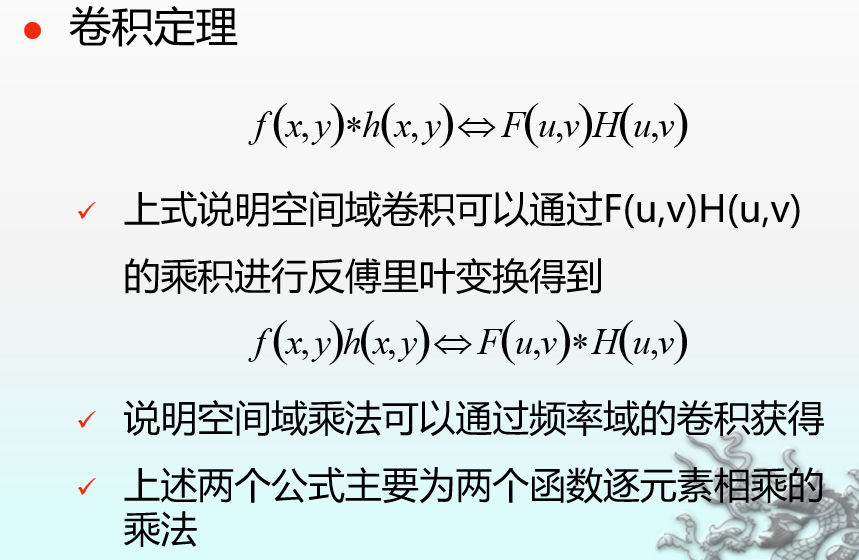 卷积定理
f(x,y)*h(x,y)⇔F(u,v)H(u,v)
上式说明空间域卷积可以通过F(u,v)H(u,v)
的乘积进行反傅里叶变换得到
f(x,y)h(x,y)⇔F(u,v)*H(u,v)
说明空间域乘法可以通过频率域的卷积获得
上述两个公式主要为两个函数逐元素相乘的
乘法